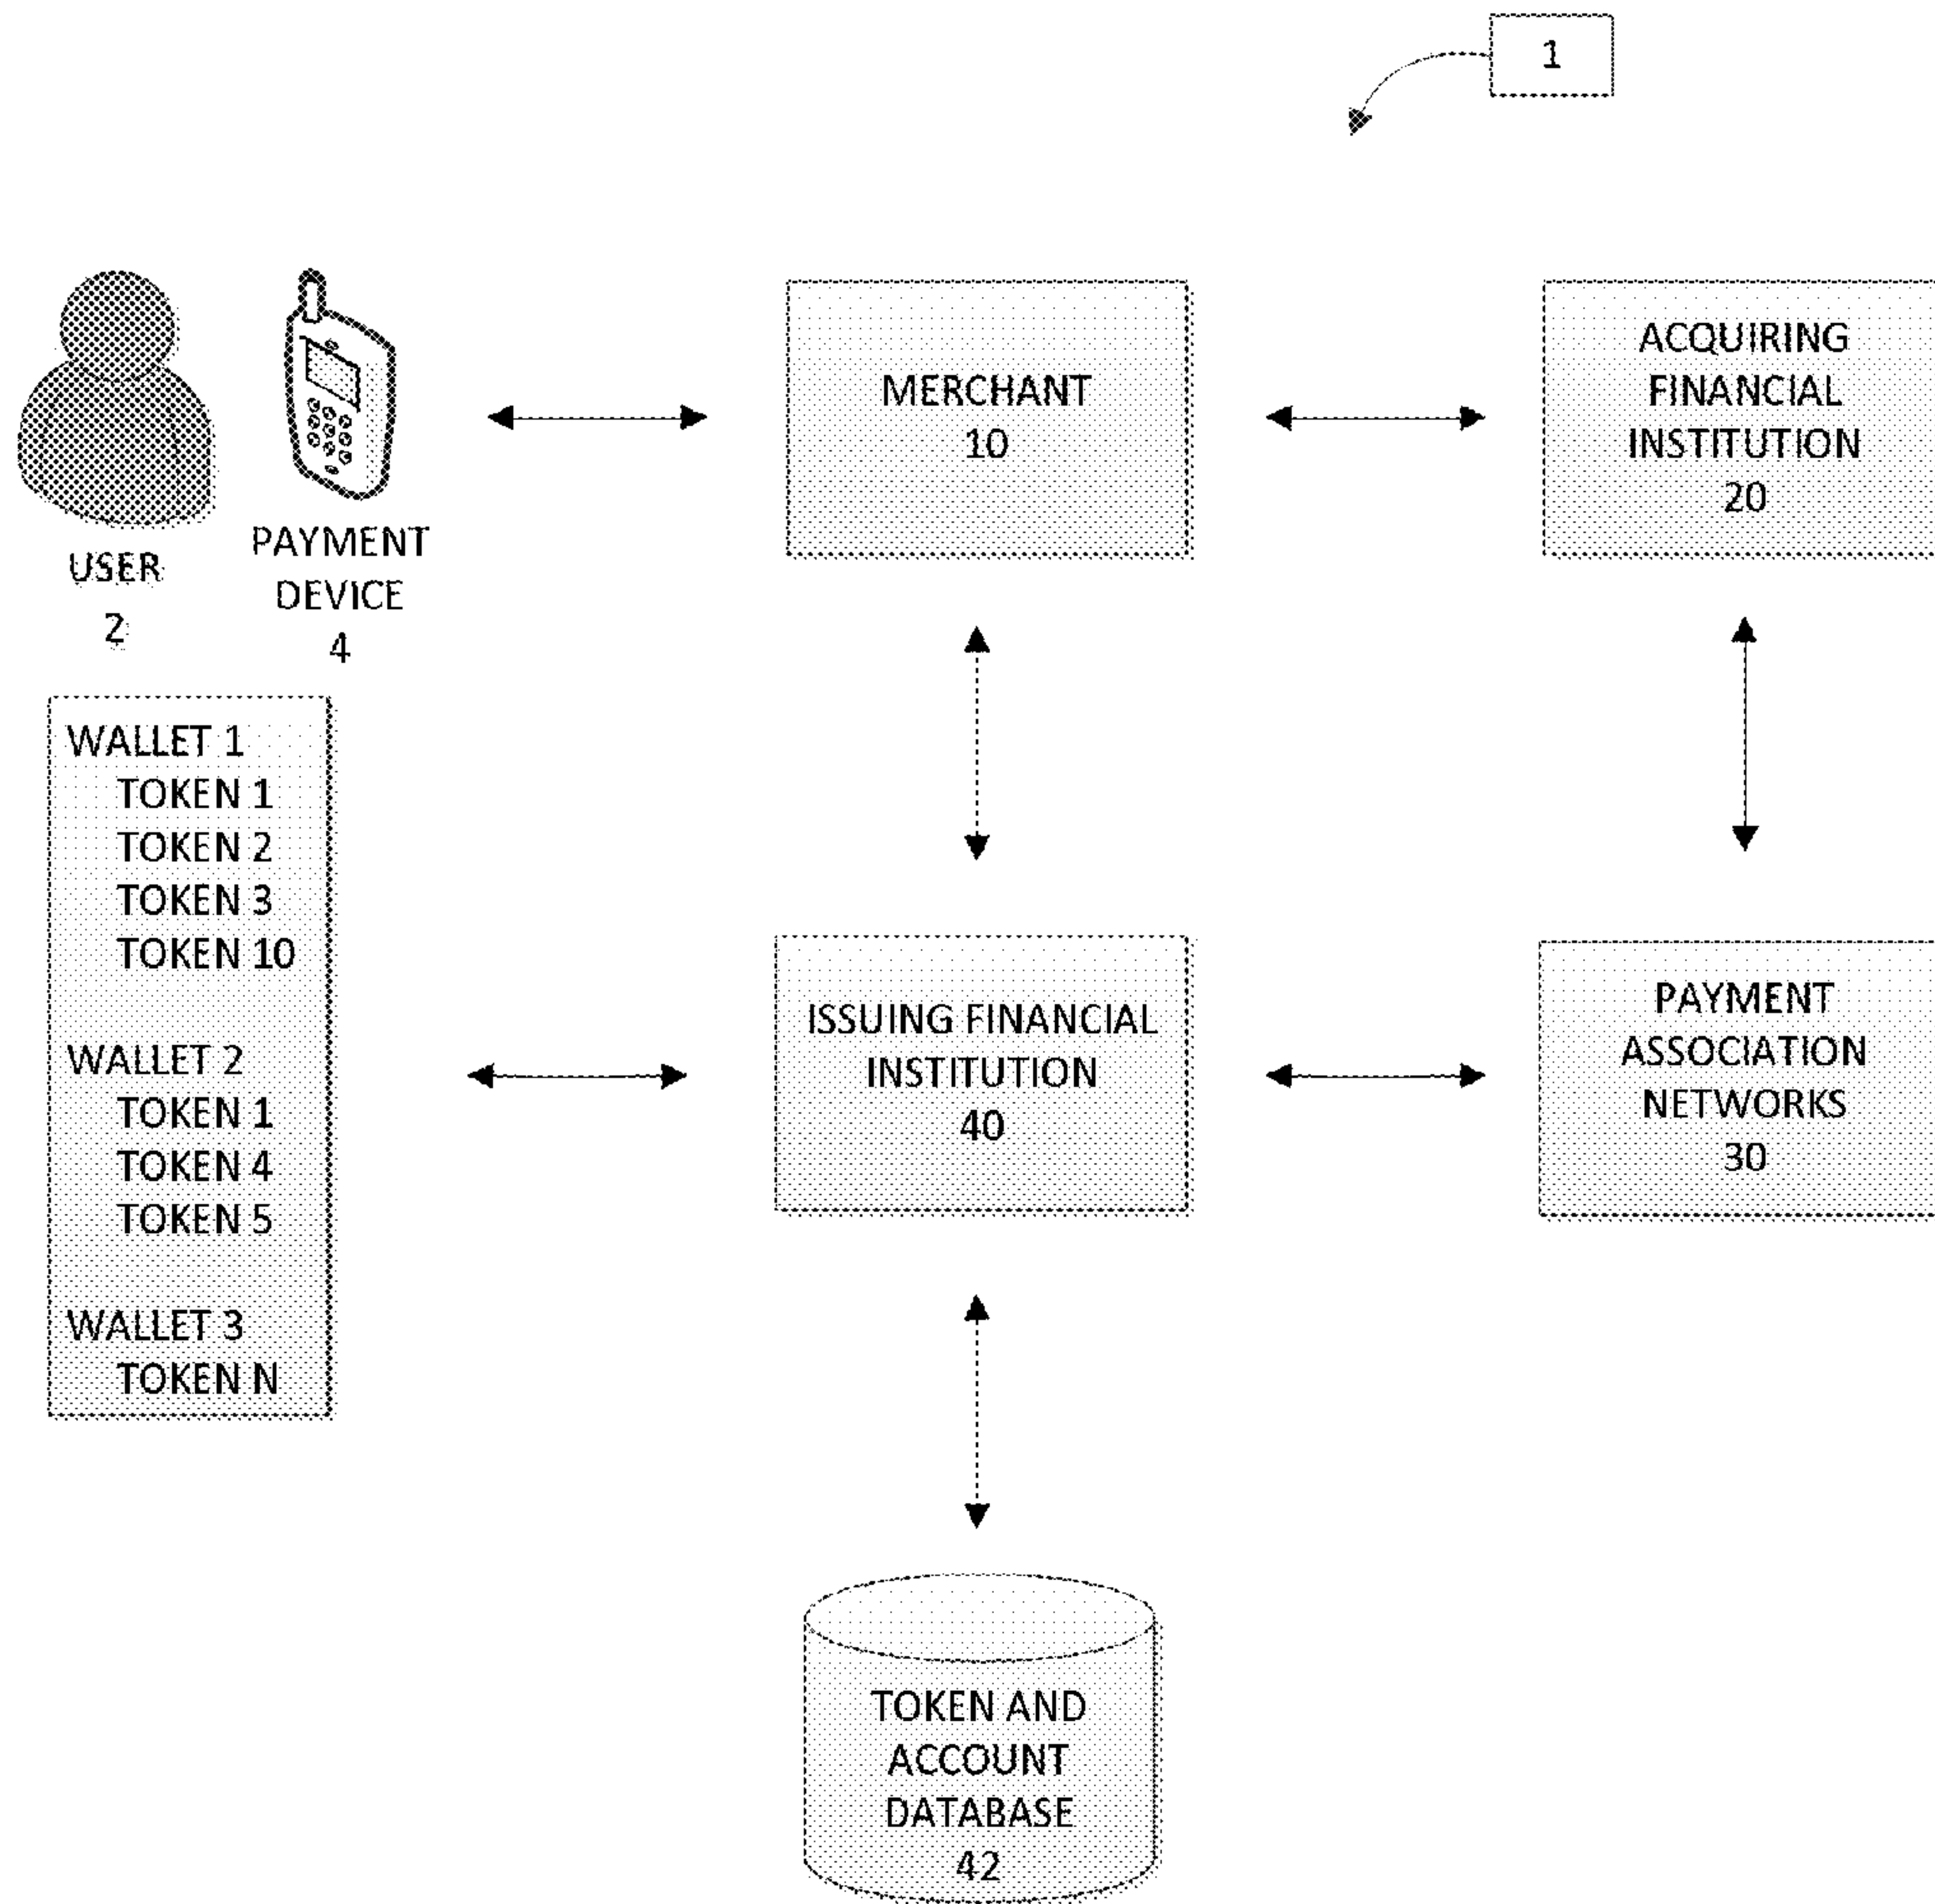 1
USER
2
PAYMENT
DEVICE
4
MERCHANT
10
ACQUIRING
FINANCIAL
INSTITUTION
20
WALLET 1
TOKEN 1
TOKEN 2
TOKEN 3
TOKEN 10
WALLET 2
TOKEN 1
TOKEN 4
TOKEN 5
WALLET 3
TOKEN N
ISSUING FINANCIAL
INSTITUTION
40
PAYMENT
ASSOCIATION
NETWORKS
30
TOKEN AND
ACCOUNT
DATABASE
42